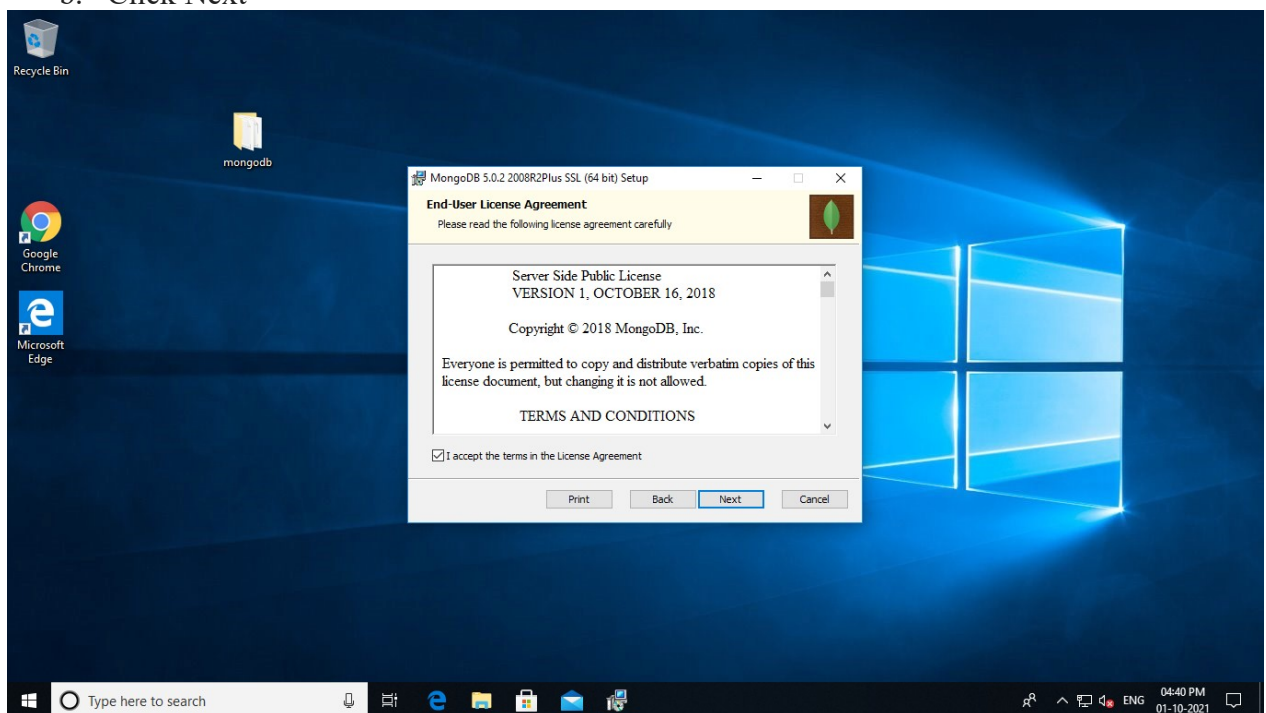 Click Next
Recycle Bin
mongodb
Google
Chrome
Microsoft
Edge
MongoDB 5.0.2 2008R2Plus SSL (64 bit) Setup
End-User License Agreement
Please read the following license agreement carefully
Server Side Public License
VERSION 1, OCTOBER 16, 2018
Copyright © 2018 MongoDB, Inc.
Everyone is permitted to copy and distribute verbatim copies of this
license document, but changing it is not allowed.
TERMS AND CONDITIONS
I accept the terms in the License Agreement
Print Back Next Cancel
Type here to search
ENG
04:40 PM
01-10-2021